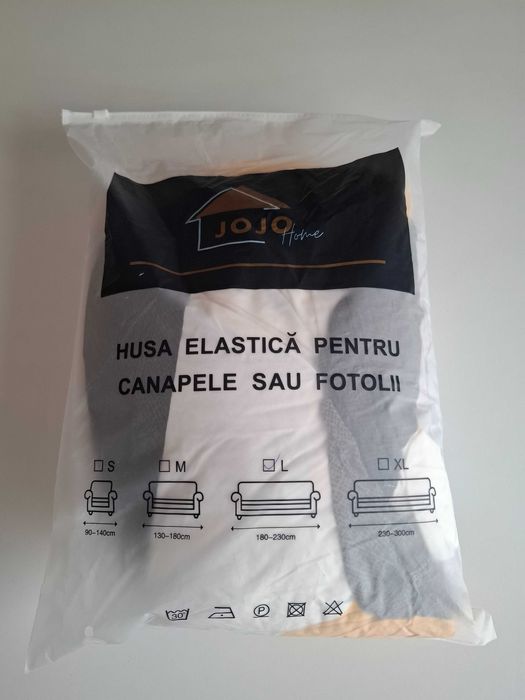 JOJO
Home
HUSA ELASTICĂ PENTRU
CANAPELE SAU FOTOLII
S M L XL
90-140cm 130-180cm 180-230cm 230-300cm
30° P